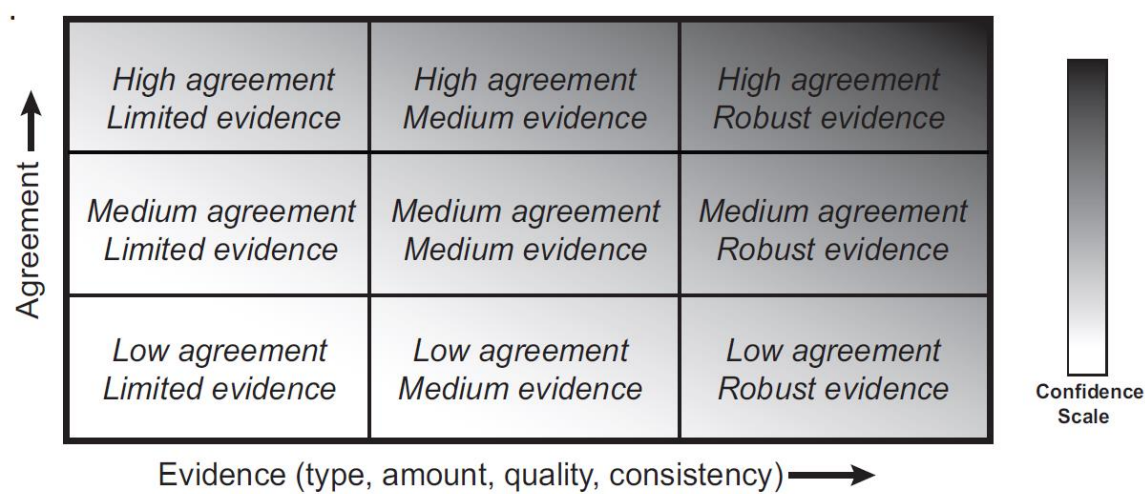 High agreement
Limited evidence
High agreement
Medium evidence
High agreement
Robust evidence
Medium agreement
Limited evidence
Medium agreement
Medium evidence
Medium agreement
Robust evidence
Low agreement
Limited evidence
Low agreement
Medium evidence
Low agreement
Robust evidence
Agreement
Evidence (type, amount, quality, consistency)
Confidence
Scale